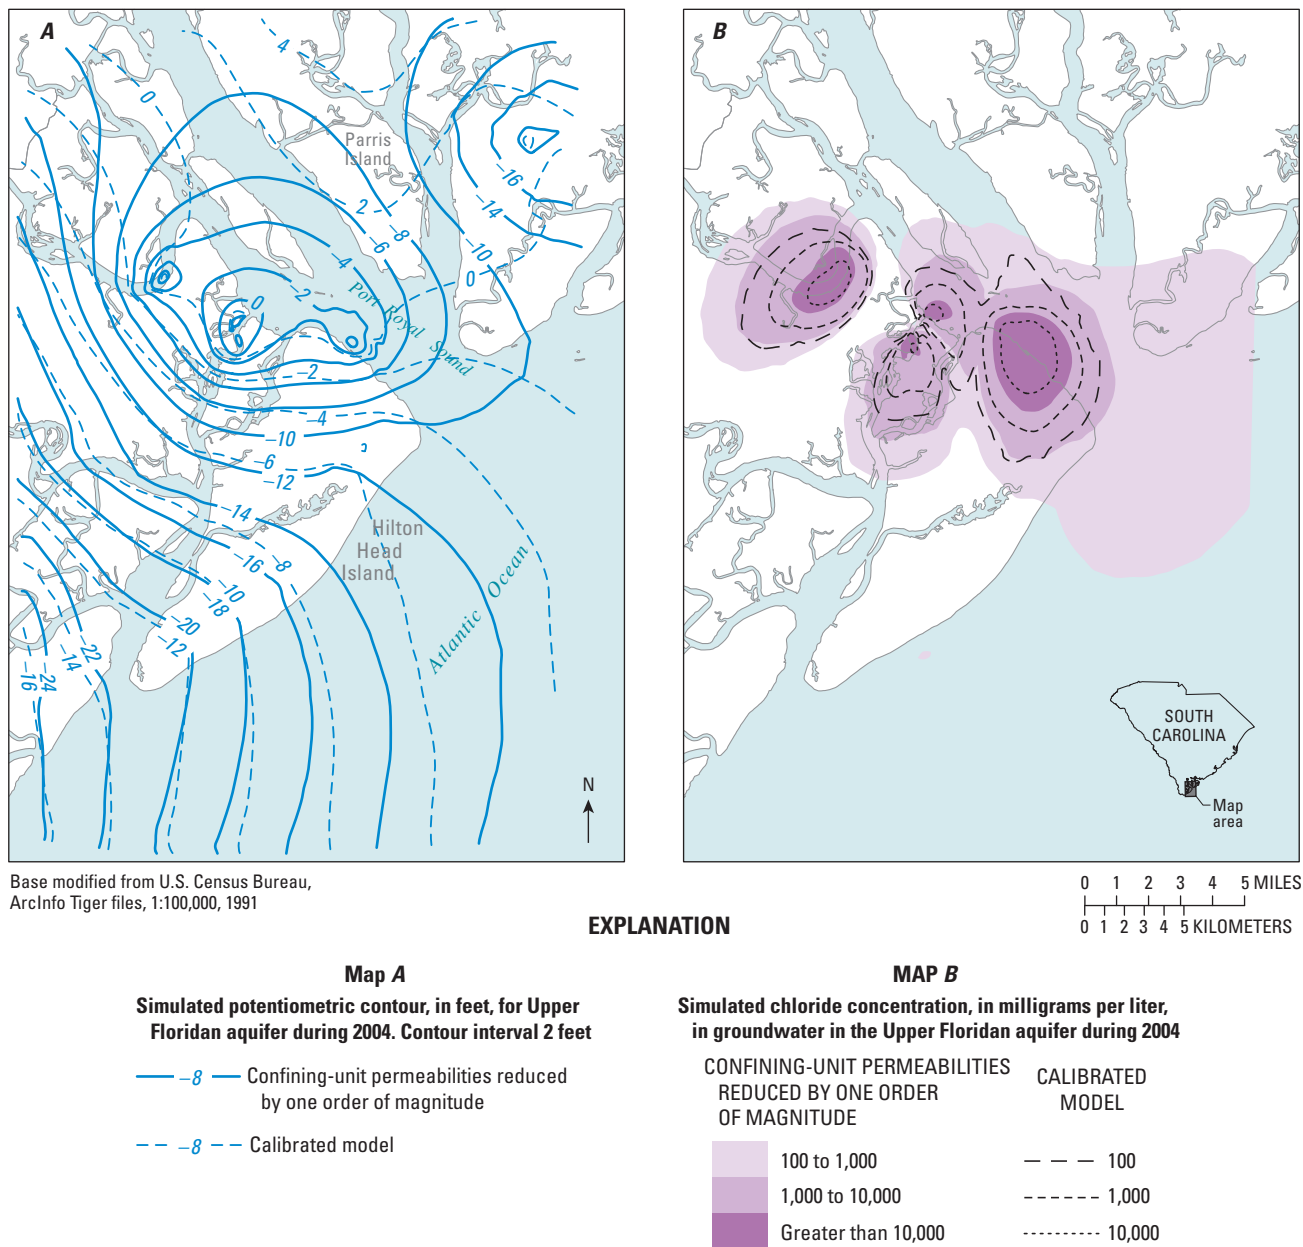 A
4
0
Parris
Island
-16
-14
2
-8
-6
-10
-4
0
-2
0
Port Royal Sound
-2
-4
-10
-6
-12
-14
Hilton
Head
Island
-8
-16
-10
-18
-20
-12
-22
-14
-24
-16
Atlantic Ocean
N
B
SOUTH
CAROLINA
Map
area
Base modified from U.S. Census Bureau,
ArcInfo Tiger files, 1:100,000, 1991
0 1 2 3 4 5 MILES
0 1 2 3 4 5 KILOMETERS
EXPLANATION
Map A
Simulated potentiometric contour, in feet, for Upper
Floridan aquifer during 2004. Contour interval 2 feet
–8 Confining-unit permeabilities reduced
by one order of magnitude
–8 Calibrated model
MAP B
Simulated chloride concentration, in milligrams per liter,
in groundwater in the Upper Floridan aquifer during 2004
CONFINING-UNIT PERMEABILITIES
REDUCED BY ONE ORDER
OF MAGNITUDE
CALIBRATED
MODEL
100 to 1,000
100
1,000 to 10,000
1,000
Greater than 10,000
10,000